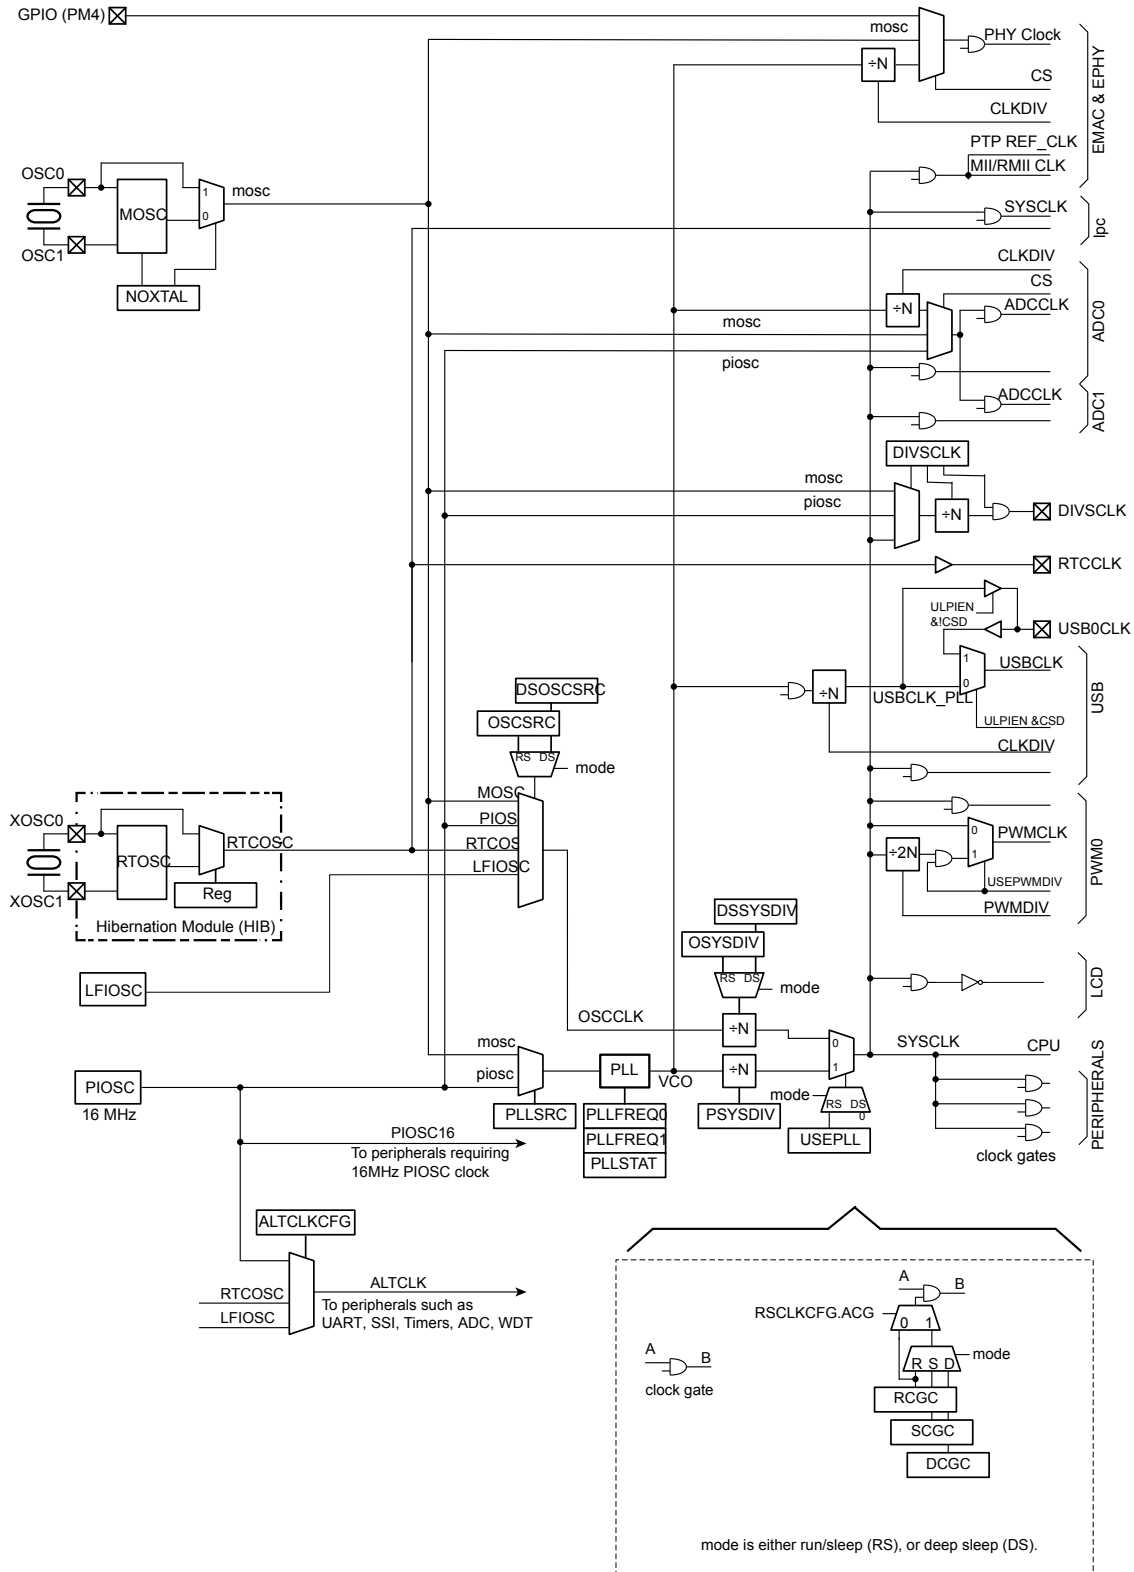 GPIO (PM4)
mosc
PHY Clock
÷N
CS
CLKDIV
EMAC & EPHY
PTP REF_CLK
MII/RMII CLK
OSC0
MOSC
1
0
mosc
OSC1
NOXTAL
SYSCLK
lpc
CLKDIV
CS
÷N
ADCCLK
mosc
piosc
ADC0
ADCCLK
ADC1
DIVSCLK
mosc
piosc
÷N
DIVSCLK
RTCCLK
ULPIEN
&!CSD
USB0CLK
1
0
USBCLK
÷N
USBCLK_PLL
ULPIEN &CSD
CLKDIV
USB
DSOSCSRC
OSCSRC
RS DS
mode
MOSC
PIOS
RTCOS
LFIOSC
XOSC0
RTOSC
RTCOSC
XOSC1
Reg
Hibernation Module (HIB)
0
1
PWMCLK
÷2N
USEPWMDIV
PWMDIV
PWM0
DSSYSDIV
OSYSDIV
RS DS
mode
LFIOSC
LCD
OSCCLK
÷N
0
1
SYSCLK
CPU
mosc
piosc
PLL
VCO
÷N
PIOSC
16 MHz
PLLSRC
PLLFREQ0
PLLFREQ1
PLLSTAT
PSYSDIV
mode
RS DS
0
USEPLL
PERIPHERALS
clock gates
PIOSC16
To peripherals requiring
16MHz PIOSC clock
ALTCLKCFG
RTCOSC
LFIOSC
ALTCLK
To peripherals such as
UART, SSI, Timers, ADC, WDT
A
B
RSCLKCFG.ACG
0 1
mode
R S D
A
B
clock gate
RCGC
SCGC
DCGC
mode is either run/sleep (RS), or deep sleep (DS).